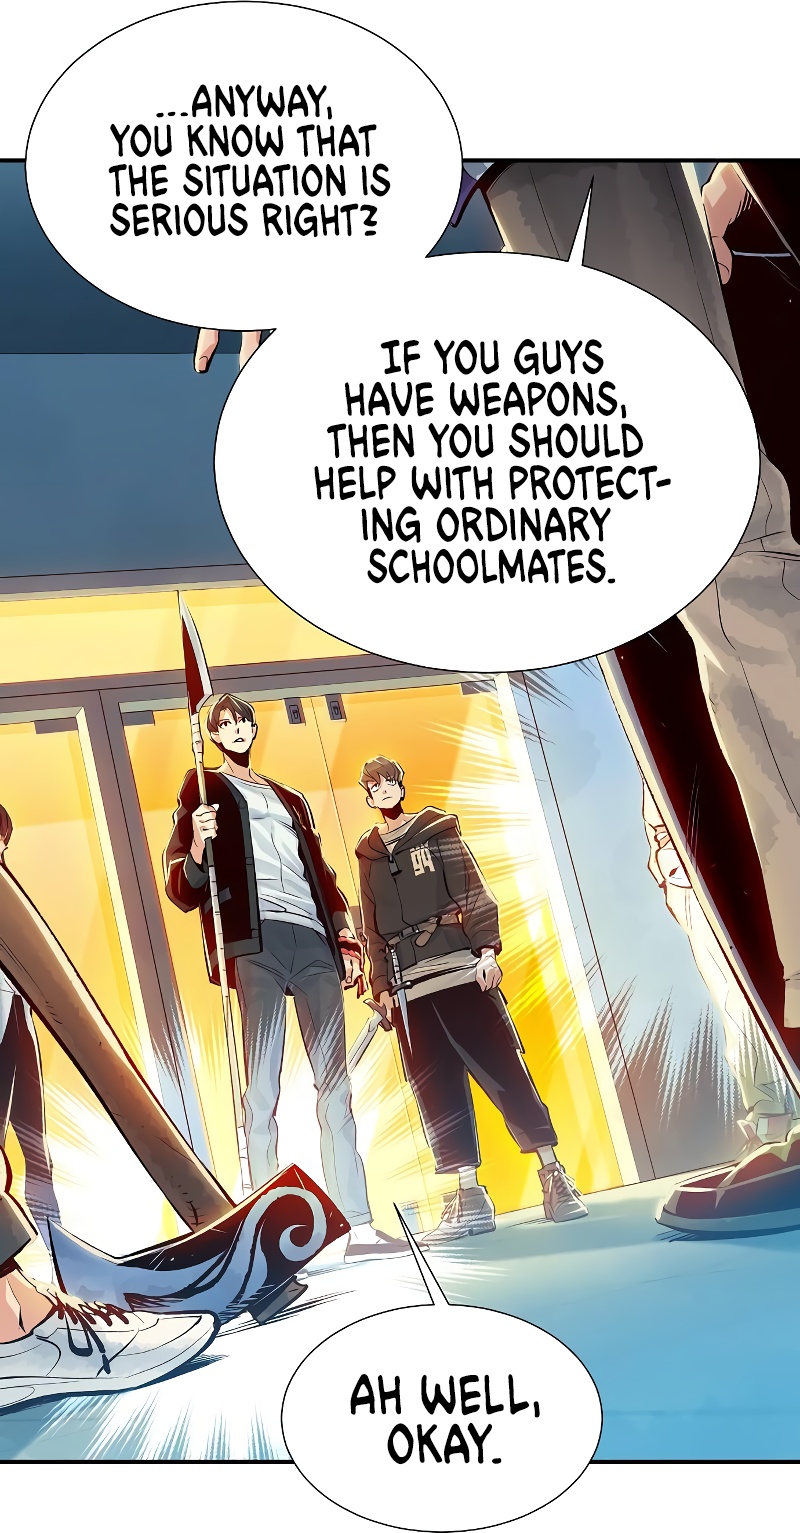 ...ANYWAY,
YOU KNOW THAT
THE SITUATION IS
SERIOUS RIGHT?
IF YOU GUYS
HAVE WEAPONS,
THEN YOU SHOULD
HELP WITH PROTECT-
ING ORDINARY
SCHOOLMATES.
94
AH WELL,
OKAY.